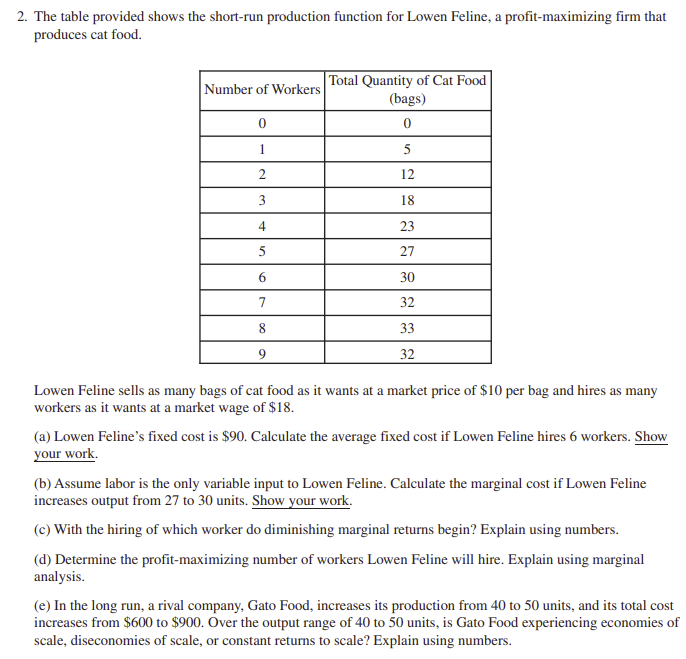 2. The table provided shows the short-run production function for Lowen Feline, a profit-maximizing firm that
produces cat food.
Number of Workers Total Quantity of Cat Food
(bags)
0 0
1 5
2 12
3 18
4 23
5 27
6 30
7 32
8 33
9 32
Lowen Feline sells as many bags of cat food as it wants at a market price of $10 per bag and hires as many
workers as it wants at a market wage of $18.
(a) Lowen Feline's fixed cost is $90. Calculate the average fixed cost if Lowen Feline hires 6 workers. Show
your work.
(b) Assume labor is the only variable input to Lowen Feline. Calculate the marginal cost if Lowen Feline
increases output from 27 to 30 units. Show your work.
(c) With the hiring of which worker do diminishing marginal returns begin? Explain using numbers.
(d) Determine the profit-maximizing number of workers Lowen Feline will hire. Explain using marginal
analysis.
(e) In the long run, a rival company, Gato Food, increases its production from 40 to 50 units, and its total cost
increases from $600 to $900. Over the output range of 40 to 50 units, is Gato Food experiencing economies of
scale, diseconomies of scale, or constant returns to scale? Explain using numbers.